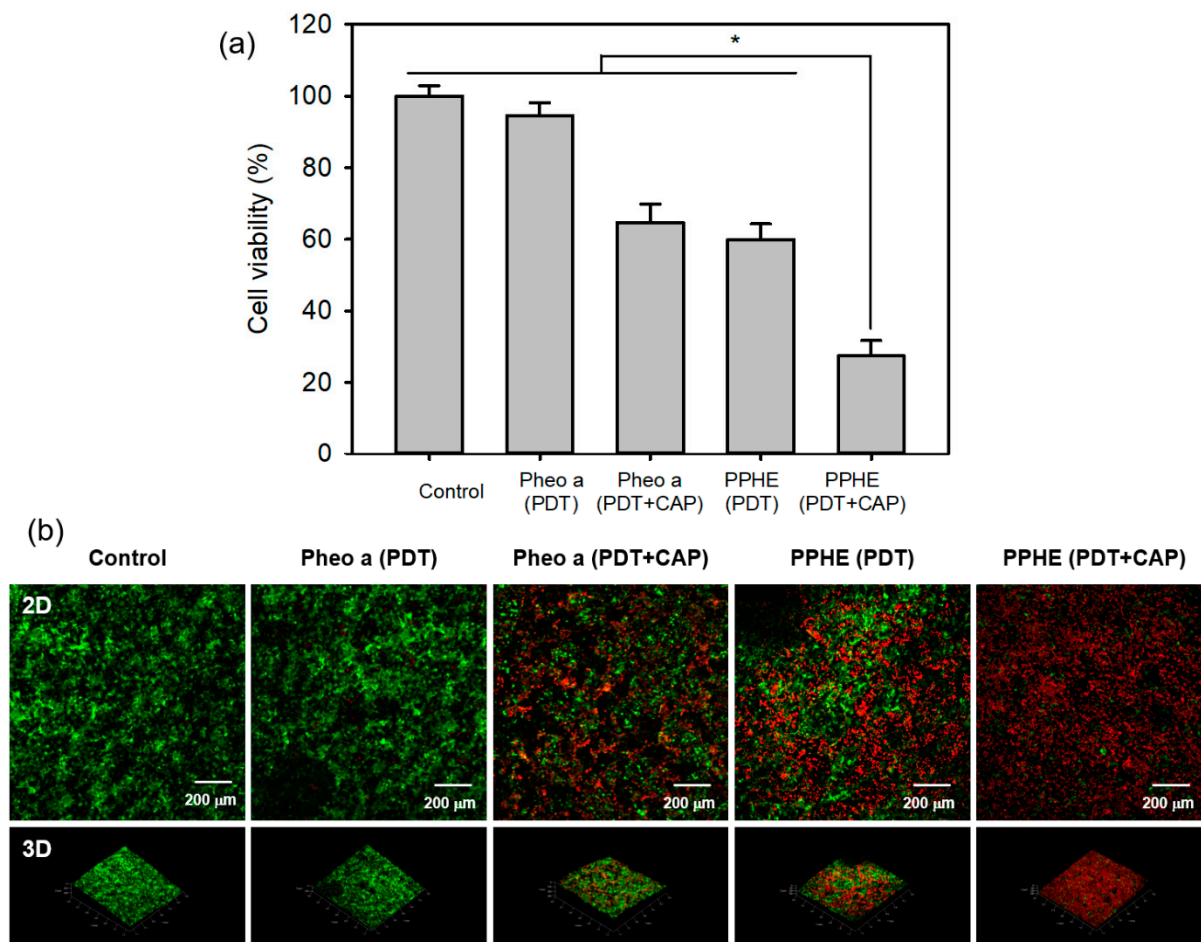 (a)
*
Cell viability (%)
120
100
80
60
40
20
0
Control
Pheo a
(PDT)
Pheo a
(PDT+CAP)
PPHE
(PDT)
PPHE
(PDT+CAP)
(b)
Control
Pheo a (PDT)
Pheo a (PDT+CAP)
PPHE (PDT)
PPHE (PDT+CAP)
2D
200 μm
200 μm
200 μm
200 μm
200 μm
3D